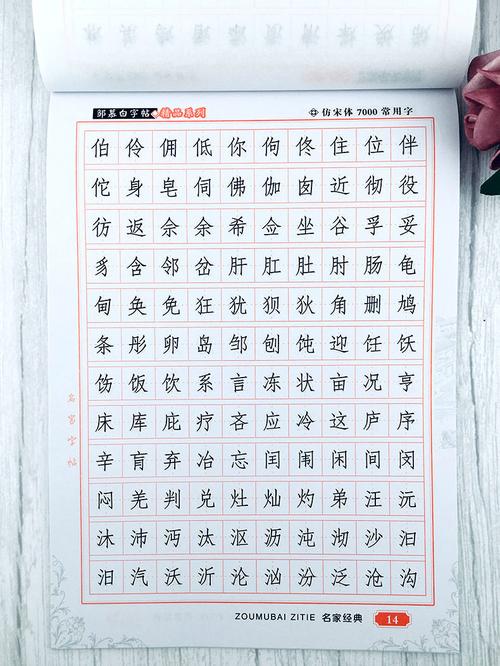 邹慕白字帖 精品系列 仿宋体 7000 常用字
伯伶佣低你佝佟住位伴
佗身皂伺佛伽囱近彻役
彷返佘余希佥坐谷孚妥
豸含邻岔肝肛肚肘肠龟
甸奂免狂犹狈狄角删鸠
条彤卵岛邹刨饨迎饪饫
饬饭饮系言冻状亩况亨
床库庇疗吝应冷这庐序
辛肓弃冶忘闰闱闲间闵
闷羌判兑灶灿灼弟汪沅
沐沛沔汰沤沥沌沏沙汩
汨汽沃沂沦汹汾泛沧沟
名家字帖
ZOUMUBAI ZITIE 名家经典 14